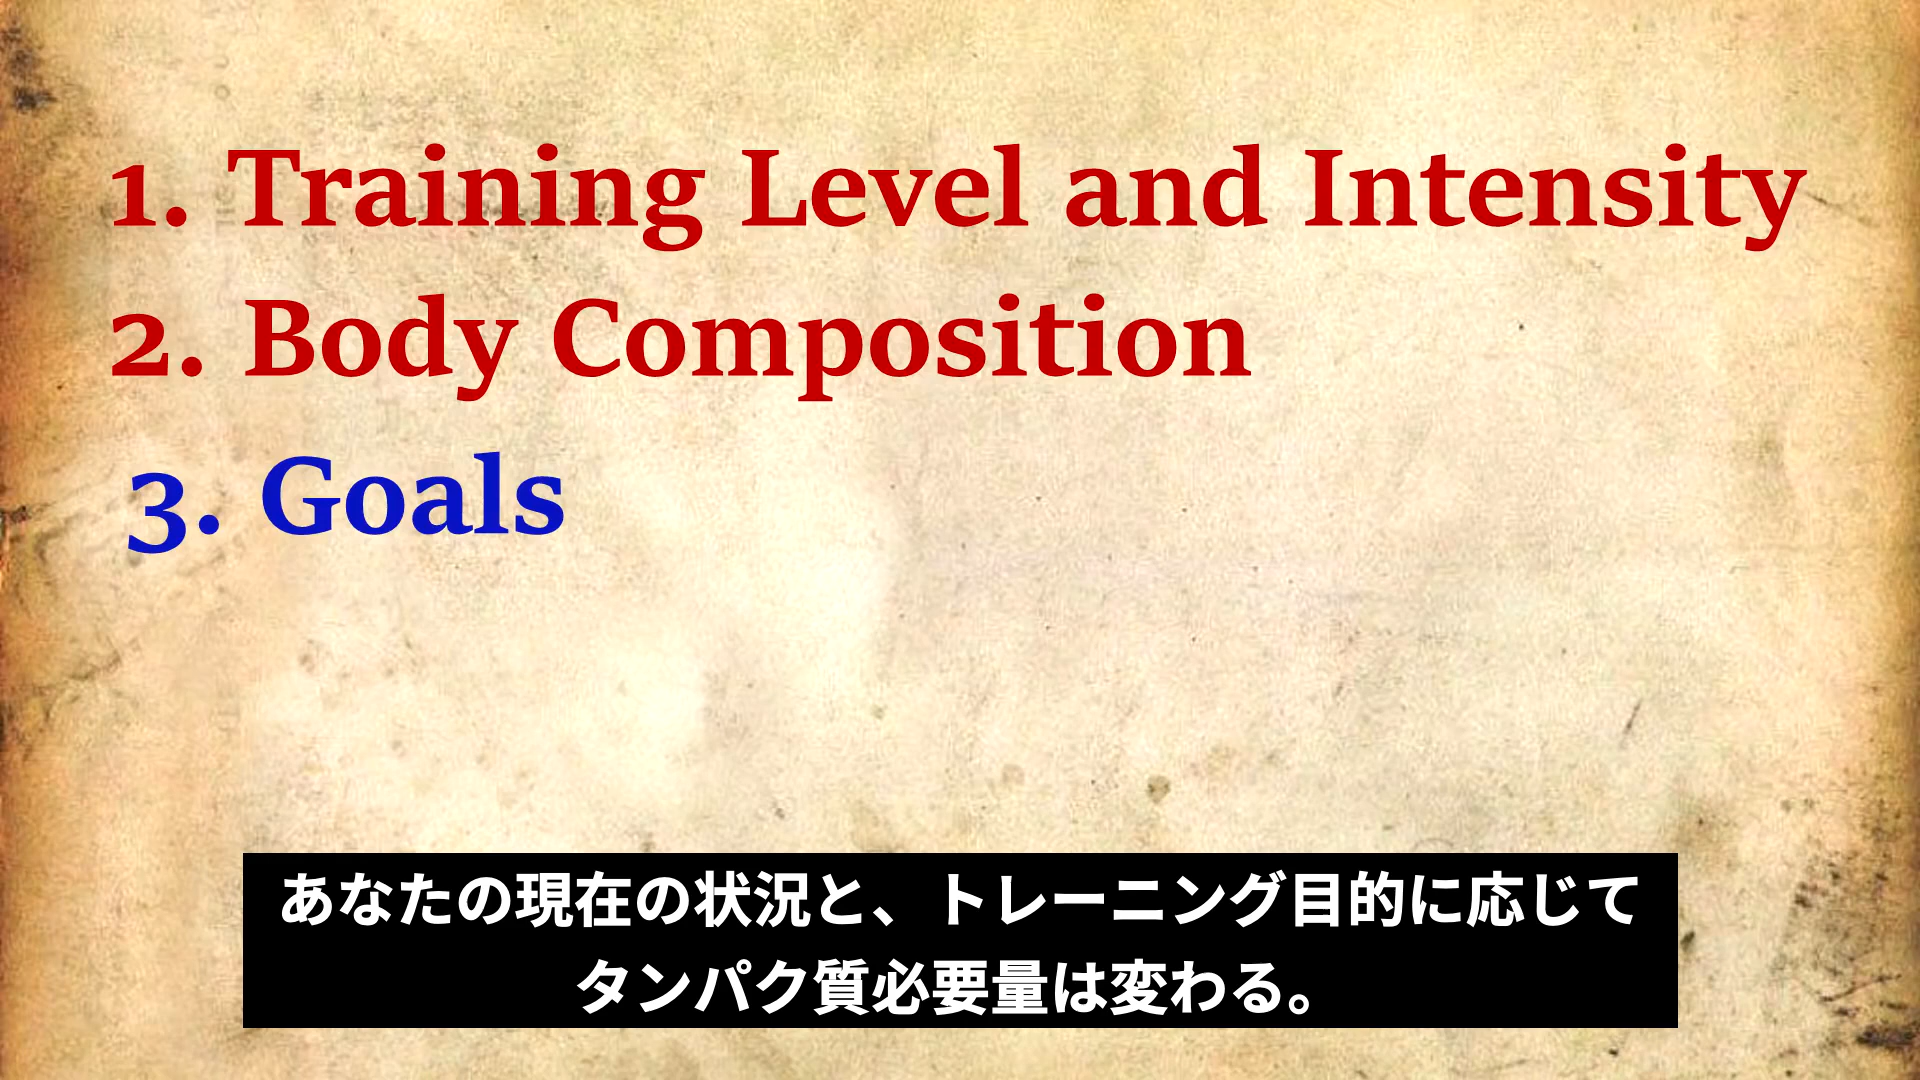 1. Training Level and Intensity
2. Body Composition
3. Goals
あなたの現在の状況と、トレーニング目的に応じて
タンパク質必要量は変わる。